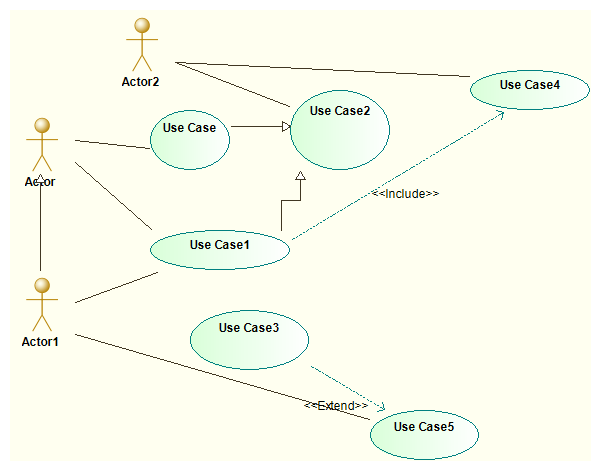 Actor2
Use Case4
Use Case2
Use Case
Actor
<<Include>>
Use Case1
Use Case3
Actor1
<<Extend>>
Use Case5